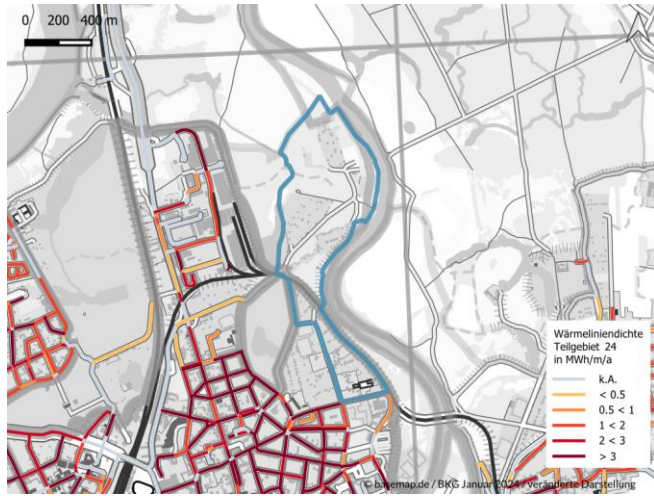 0 200 400 m
Wärmeliniendichte
Teilgebiet 24
in MWh/m/a
k.A.
< 0.5
0.5 < 1
1 < 2
2 < 3
> 3
© basemap.de / BKG Januar 2024 / veränderte Darstellung